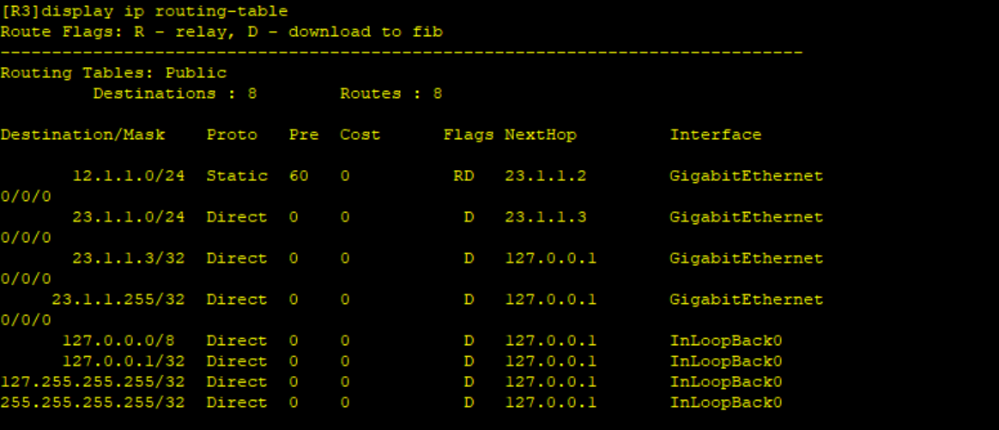 [R3]display ip routing-table
Route Flags: R - relay, D - download to fib
------------------------------------------------------------------------------
Routing Tables: Public
         Destinations : 8        Routes : 8

Destination/Mask    Proto   Pre  Cost      Flags NextHop         Interface

       12.1.1.0/24  Static  60   0          RD   23.1.1.2        GigabitEthernet
0/0/0
       23.1.1.0/24  Direct  0    0           D   23.1.1.3        GigabitEthernet
0/0/0
       23.1.1.3/32  Direct  0    0           D   127.0.0.1       GigabitEthernet
0/0/0
     23.1.1.255/32  Direct  0    0           D   127.0.0.1       GigabitEthernet
0/0/0
      127.0.0.0/8   Direct  0    0           D   127.0.0.1       InLoopBack0
      127.0.0.1/32  Direct  0    0           D   127.0.0.1       InLoopBack0
127.255.255.255/32  Direct  0    0           D   127.0.0.1       InLoopBack0
255.255.255.255/32  Direct  0    0           D   127.0.0.1       InLoopBack0